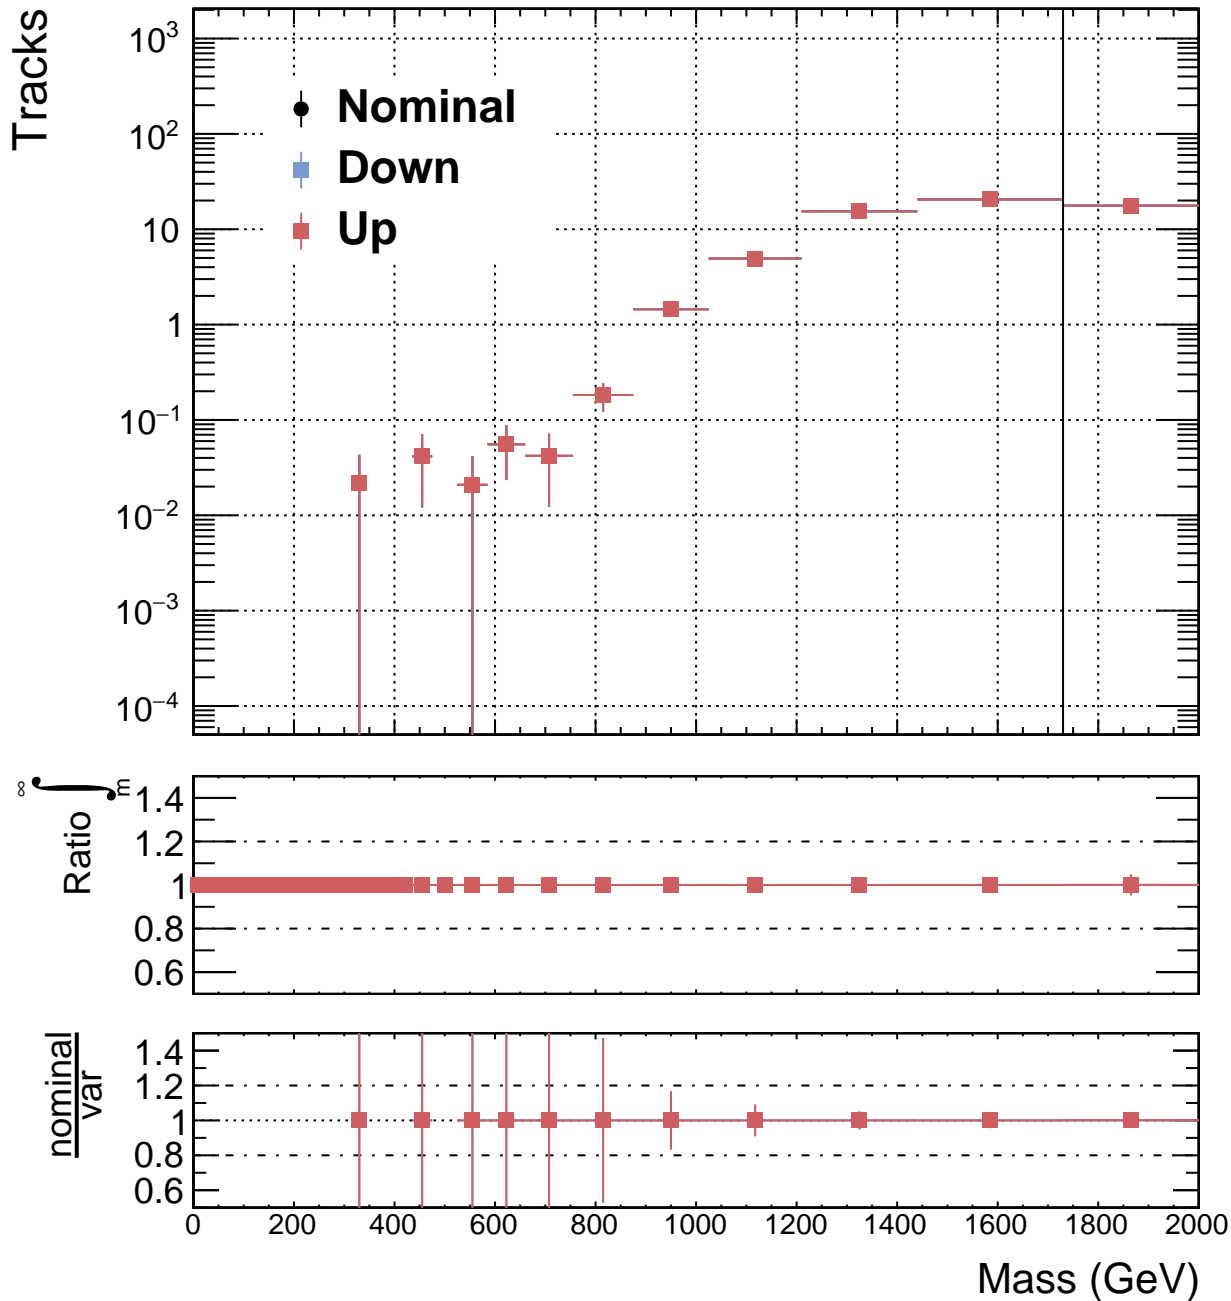 Tracks
10³
10²
10
1
10⁻¹
10⁻²
10⁻³
10⁻⁴
Nominal
Down
Up
Ratio ∫ m ∞
1.4
1.2
1
0.8
0.6
nominal
var
1.4
1.2
1
0.8
0.6
0 200 400 600 800 1000 1200 1400 1600 1800 2000
Mass (GeV)